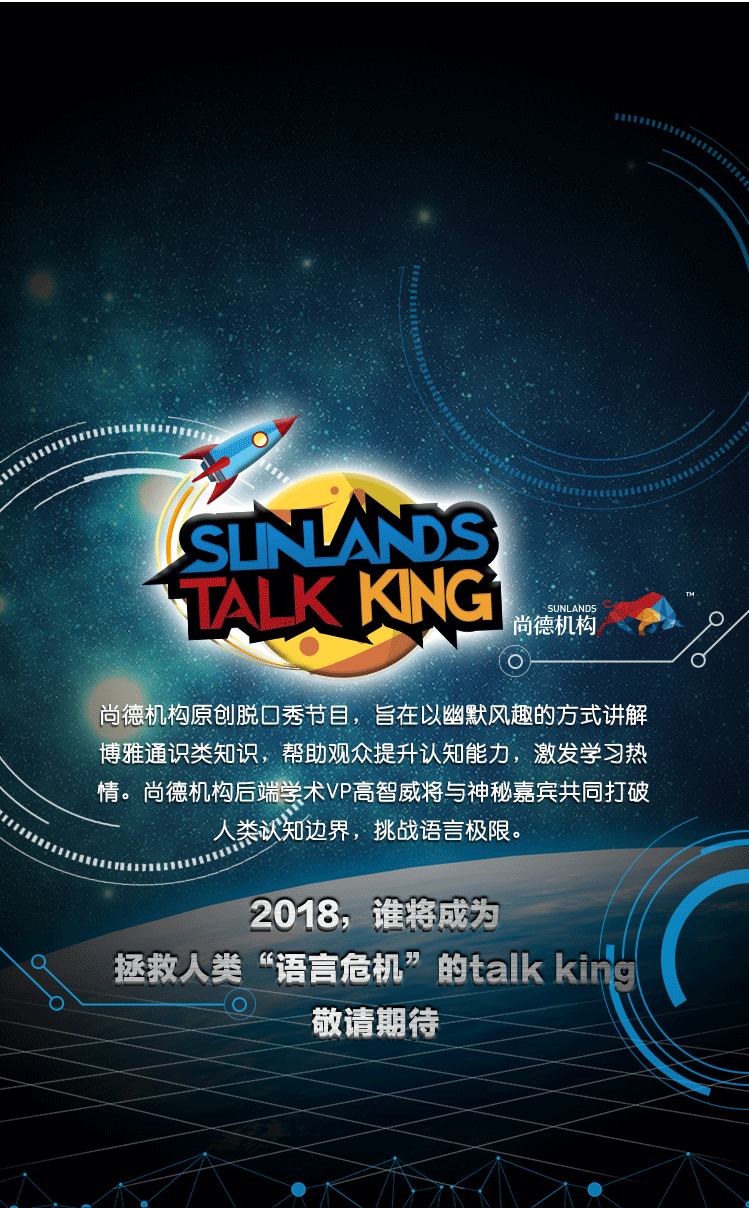 SUNLANDS
TALK KING
SUNLANDS
尚德机构
TM
尚德机构原创脱口秀节目，旨在以幽默风趣的方式讲解
博雅通识类知识，帮助观众提升认知能力，激发学习热
情。尚德机构后端学术VP高智威将与神秘嘉宾共同打破
人类认知边界，挑战语言极限。
2018，谁将成为
拯救人类“语言危机”的talk king
敬请期待